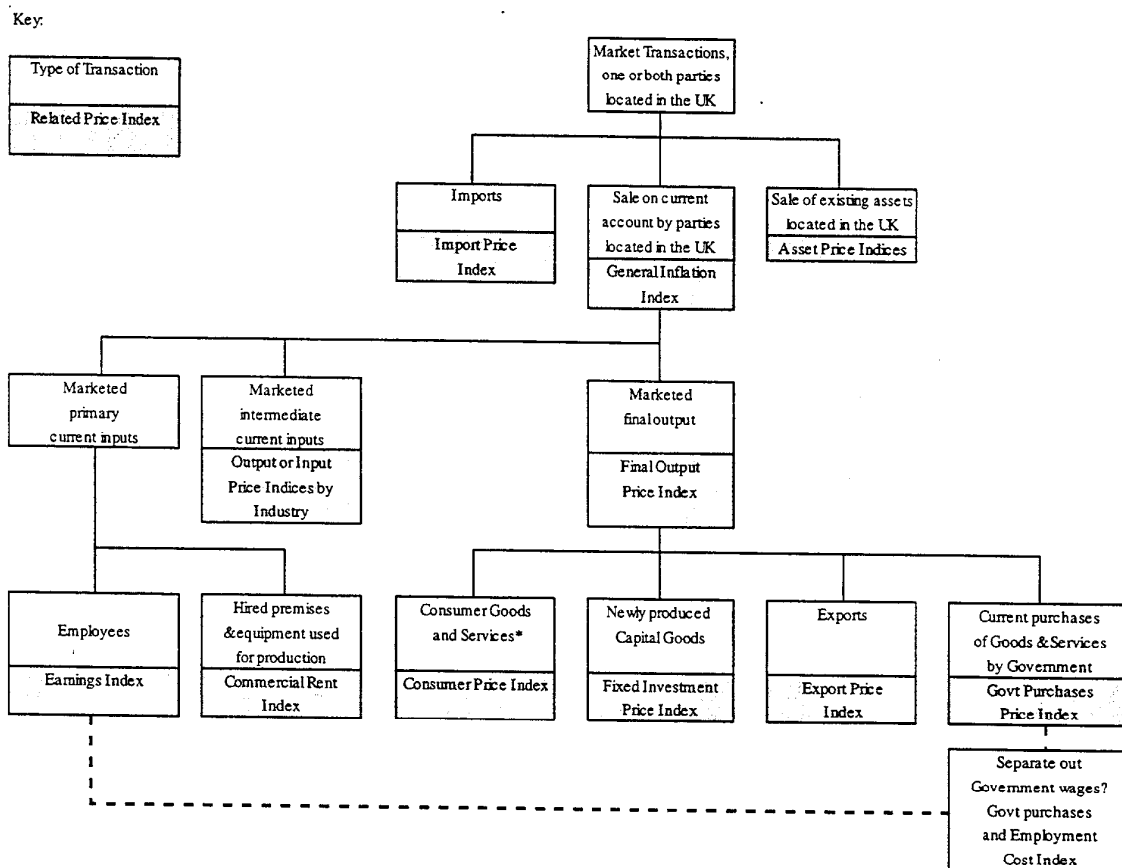 Key:
Type of Transaction
Related Price Index
Market Transactions,
one or both parties
located in the UK
Imports
Import Price
Index
Sale on current
account by parties
located in the UK
General Inflation
Index
Sale of existing assets
located in the UK
Asset Price Indices
Marketed
primary
current inputs
Marketed
intermediate
current inputs
Output or Input
Price Indices by
Industry
Marketed
final output
Final Output
Price Index
Employees
Earnings Index
Hired premises
&equipment used
for production
Commercial Rent
Index
Consumer Goods
and Services*
Consumer Price Index
Newly produced
Capital Goods
Fixed Investment
Price Index
Exports
Export Price
Index
Current purchases
of Goods & Services
by Government
Govt Purchases
Price Index
Separate out
Government wages?
Govt purchases
and Employment
Cost Index